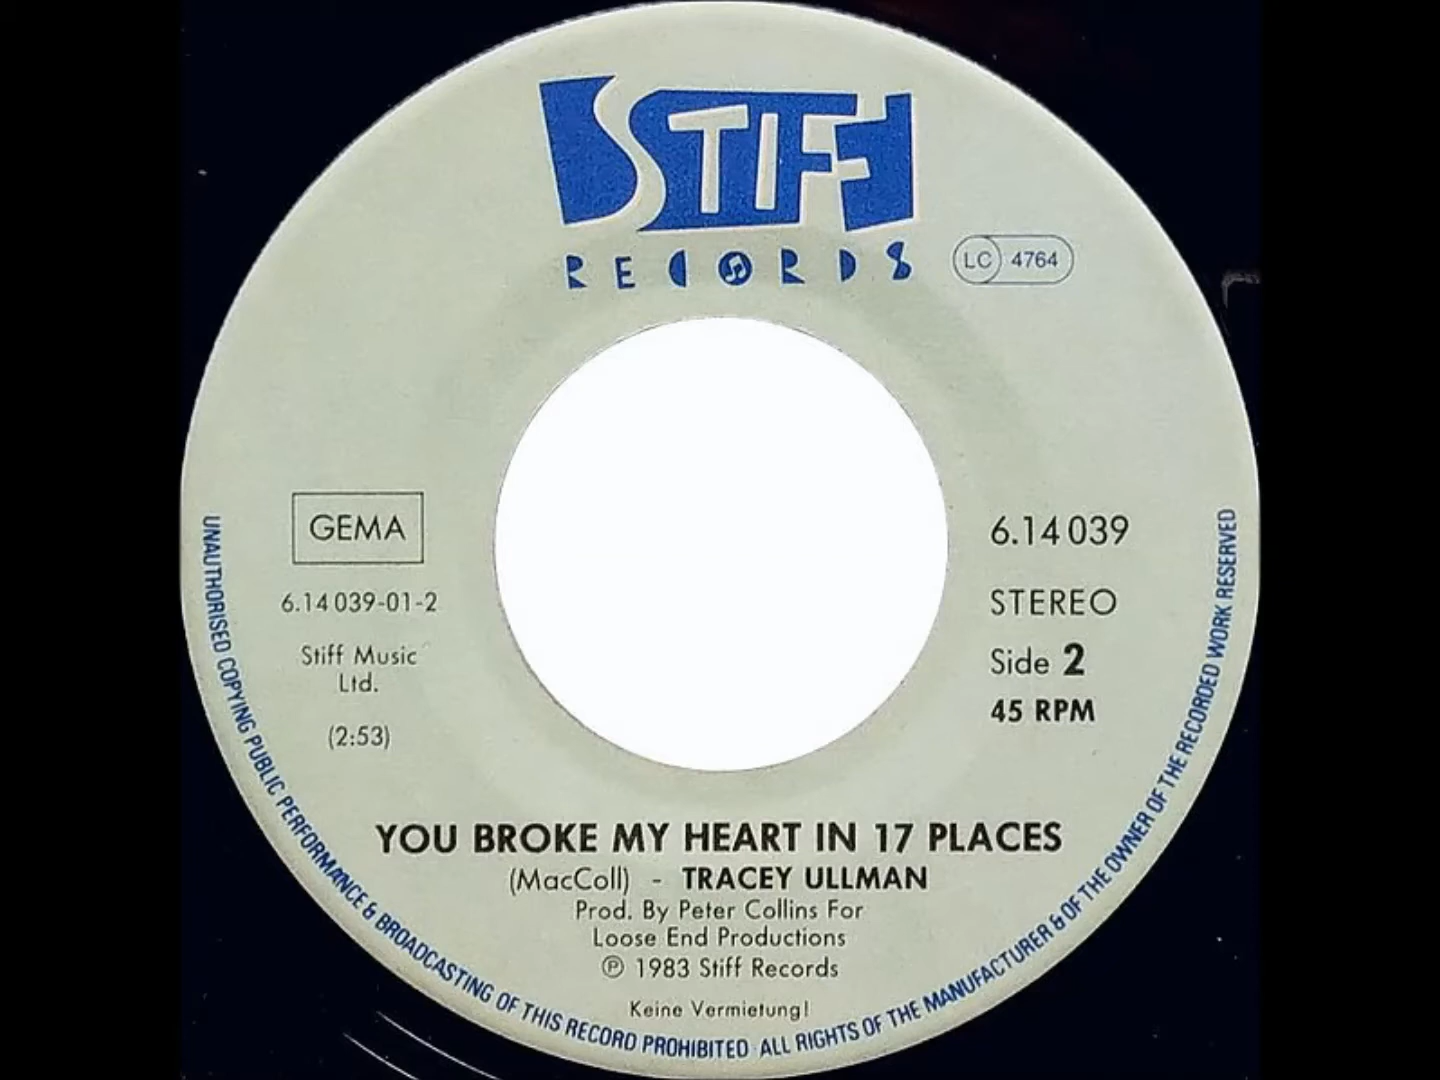 STIFF
RECORDS
LC 4764
GEMA
6.14 039-01-2
Stiff Music
Ltd.
(2:53)
6.14 039
STEREO
Side 2
45 RPM
YOU BROKE MY HEART IN 17 PLACES
(MacColl) - TRACEY ULLMAN
Prod. By Peter Collins For
Loose End Productions
℗ 1983 Stiff Records
Keine Vermietung!
UNAUTHORISED COPYING PUBLIC PERFORMANCE & BROADCASTING OF THIS RECORD PROHIBITED ALL RIGHTS OF THE MANUFACTURER & OF THE OWNER OF THE RECORDED WORK RESERVED